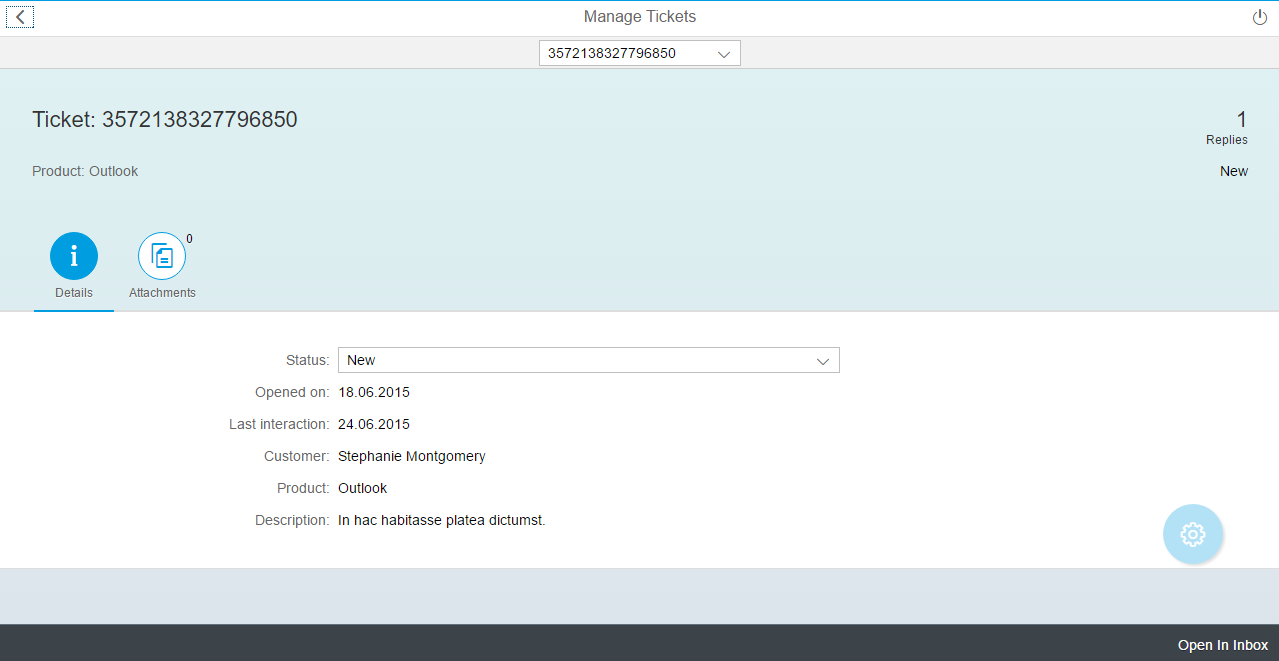 Manage Tickets
3572138327796850
Ticket: 3572138327796850
1
Replies
Product: Outlook
New
0
Details
Attachments
Status: New
Opened on: 18.06.2015
Last interaction: 24.06.2015
Customer: Stephanie Montgomery
Product: Outlook
Description: In hac habitasse platea dictumst.
Open In Inbox